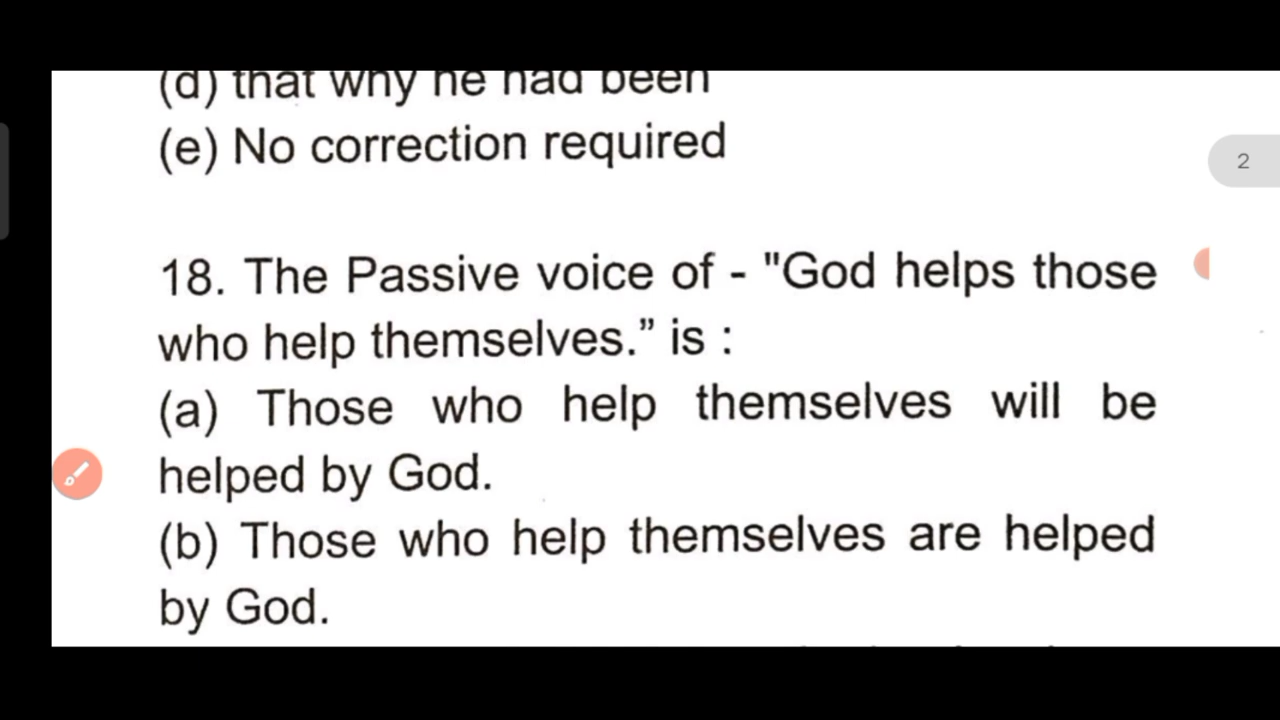 (d) that why he had been
(e) No correction required
2
18. The Passive voice of - "God helps those
who help themselves.” is :
(a) Those who help themselves will be
helped by God.
(b) Those who help themselves are helped
by God.